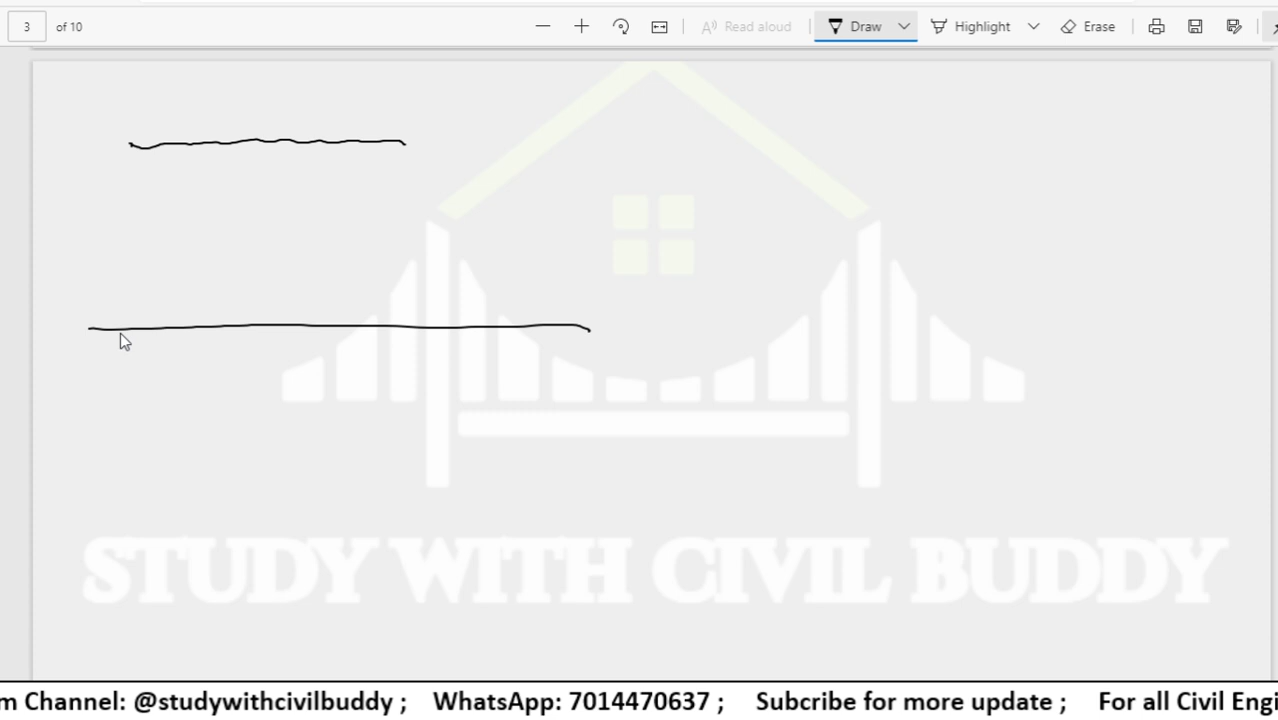 3 of 10 Read aloud Draw Highlight Erase
STUDY WITH CIVIL BUDDY
m Channel: @studywithcivilbuddy ; WhatsApp: 7014470637 ; Subcribe for more update ; For all Civil Engi